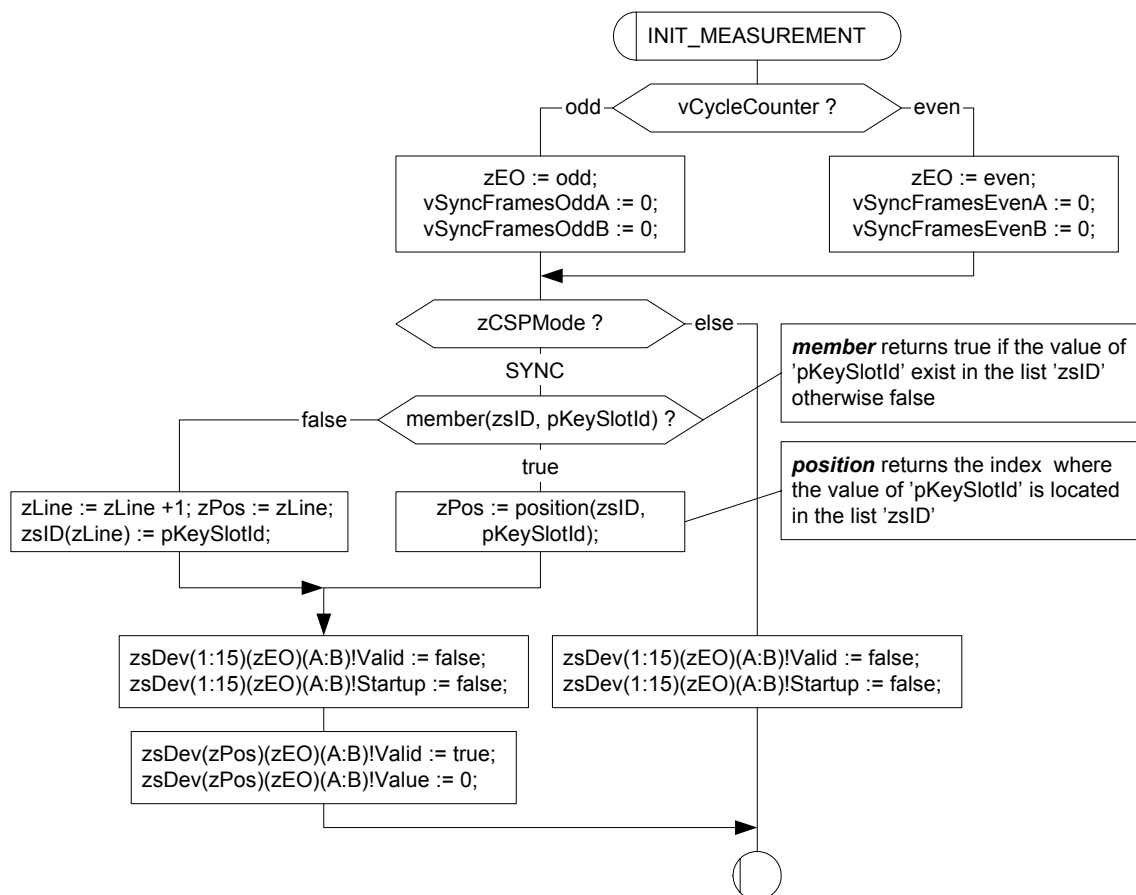 INIT_MEASUREMENT
vCycleCounter ?
odd
even
zEO := odd;
vSyncFramesOddA := 0;
vSyncFramesOddB := 0;
zEO := even;
vSyncFramesEvenA := 0;
vSyncFramesEvenB := 0;
zCSPMode ?
else
SYNC
member returns true if the value of
'pKeySlotId' exist in the list 'zsID'
otherwise false
member(zsID, pKeySlotId) ?
false
true
position returns the index where
the value of 'pKeySlotId' is located
in the list 'zsID'
zLine := zLine +1; zPos := zLine;
zsID(zLine) := pKeySlotId;
zPos := position(zsID,
pKeySlotId);
zsDev(1:15)(zEO)(A:B)!Valid := false;
zsDev(1:15)(zEO)(A:B)!Startup := false;
zsDev(1:15)(zEO)(A:B)!Valid := false;
zsDev(1:15)(zEO)(A:B)!Startup := false;
zsDev(zPos)(zEO)(A:B)!Valid := true;
zsDev(zPos)(zEO)(A:B)!Value := 0;